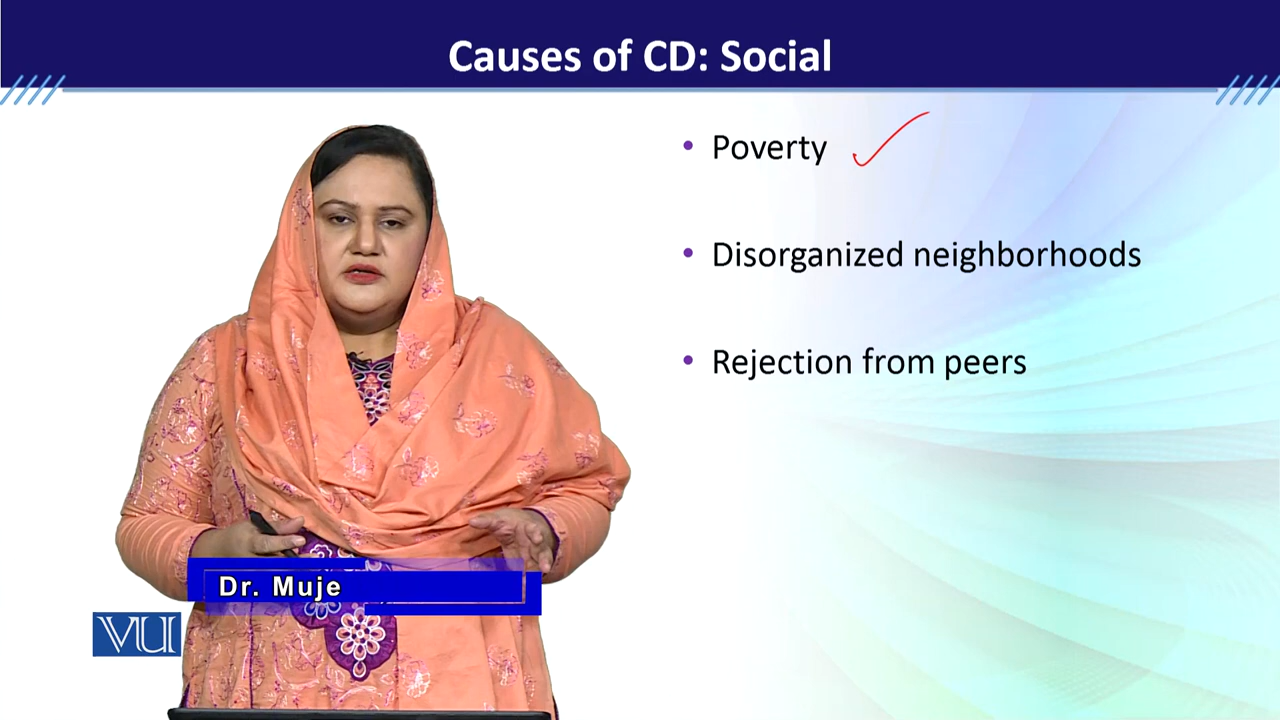 Causes of CD: Social
• Poverty
• Disorganized neighborhoods
• Rejection from peers
Dr. Muje
VU